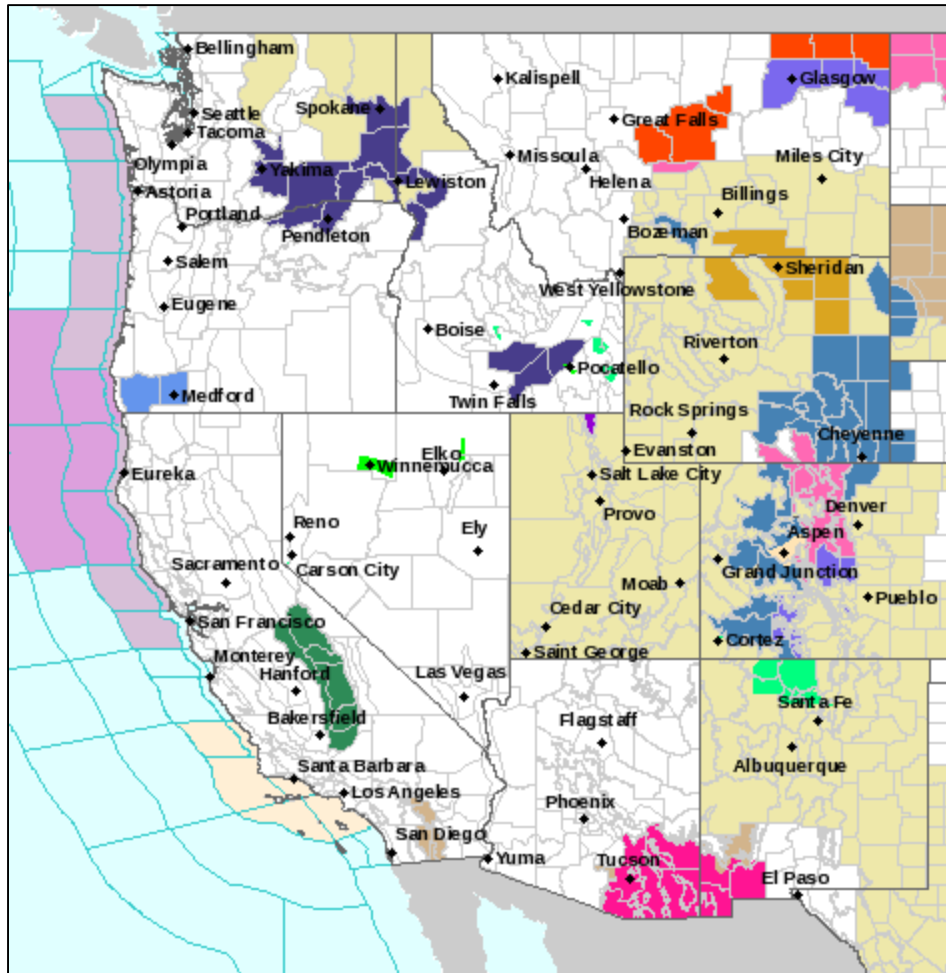 Bellingham
Kalispell
Glasgow
Spokane
Seattle
Great Falls
Tacoma
Olympia
Missoula
Miles City
Yakima
Helena
Lewiston
Astoria
Billings
Portland
Pendleton
Bozeman
Salem
Sheridan
West Yellowstone
Eugene
Boise
Riverton
Pocatello
Medford
Twin Falls
Rock Springs
Cheyenne
Elko
Evanston
Winnemucca
Eureka
Salt Lake City
Provo
Denver
Reno
Ely
Aspen
Sacramento
Carson City
Grand Junction
Moab
Pueblo
Cedar City
San Francisco
Cortez
Saint George
Monterey
Las Vegas
Hanford
Santa Fe
Flagstaff
Bakersfield
Albuquerque
Santa Barbara
Los Angeles
Phoenix
San Diego
Yuma
Tucson
El Paso